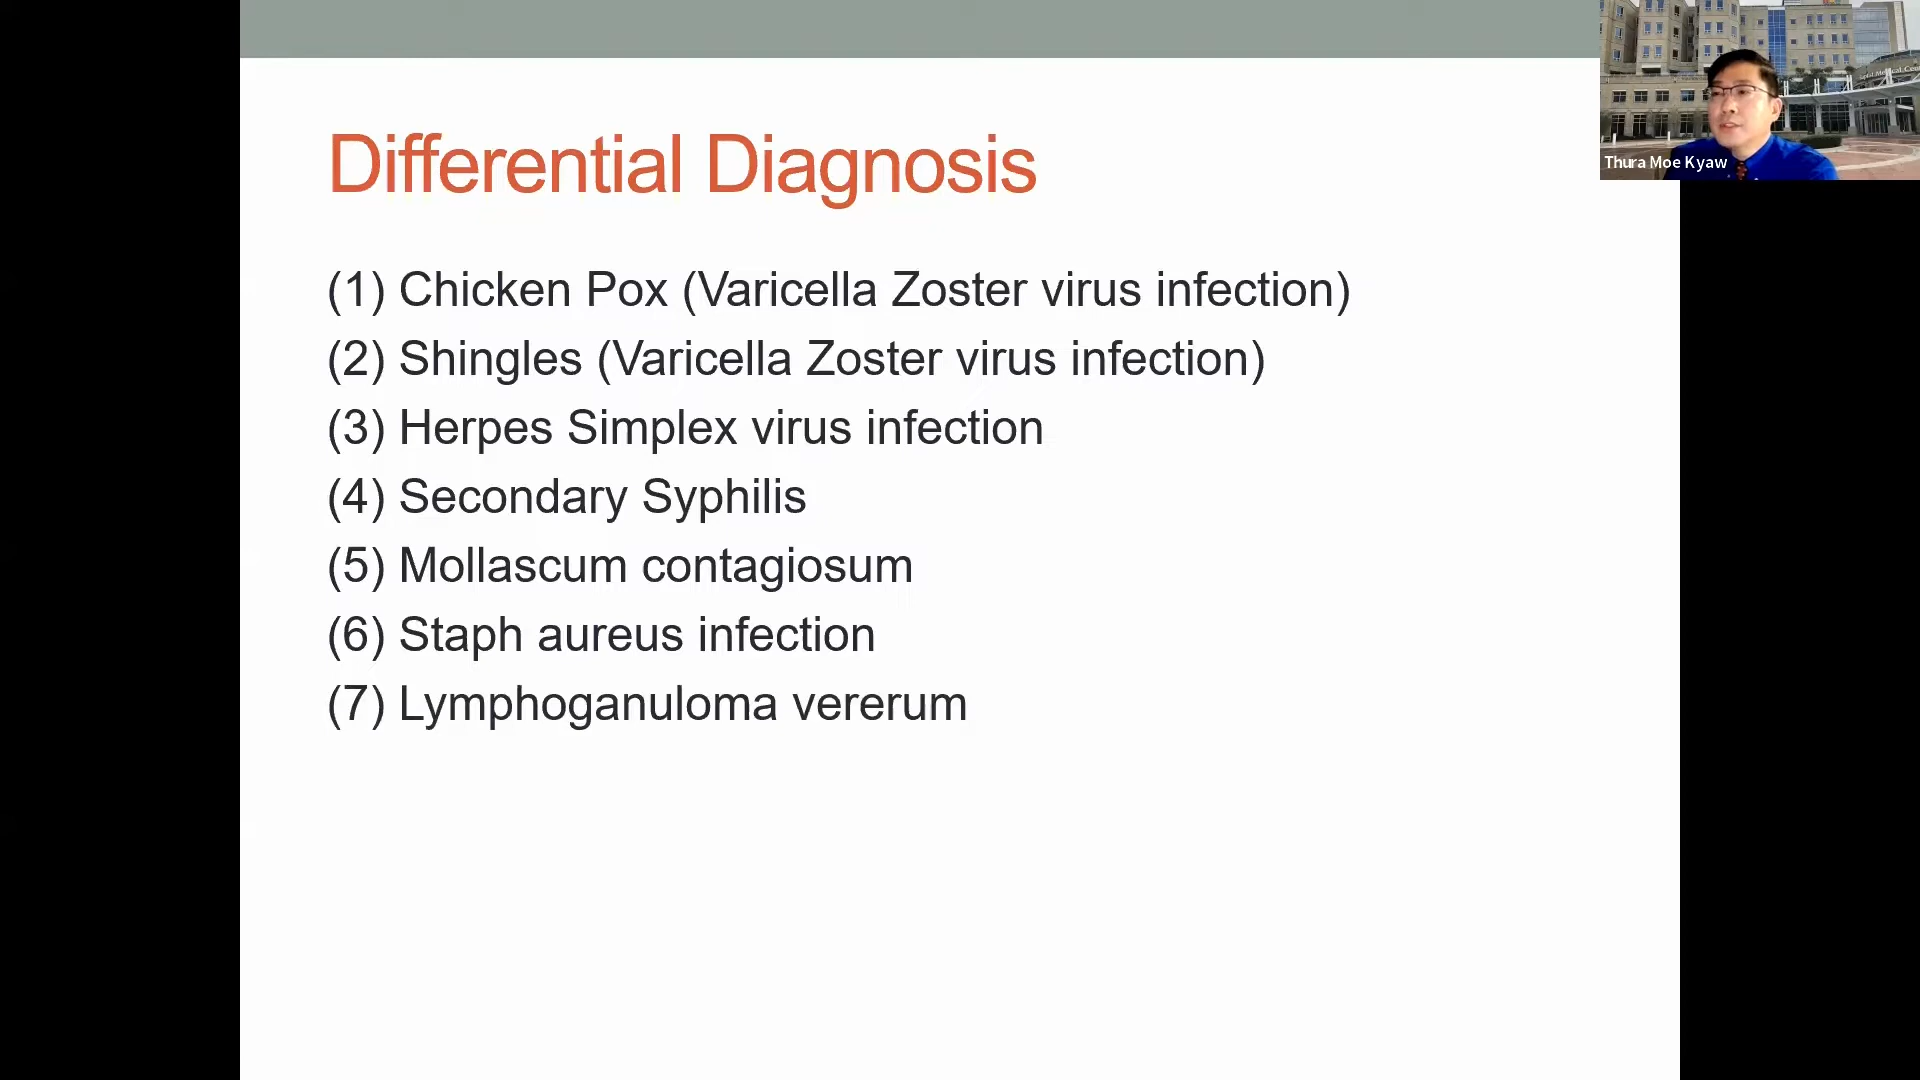 Differential Diagnosis
(1) Chicken Pox (Varicella Zoster virus infection)
(2) Shingles (Varicella Zoster virus infection)
(3) Herpes Simplex virus infection
(4) Secondary Syphilis
(5) Mollascum contagiosum
(6) Staph aureus infection
(7) Lymphoganuloma vererum
Thura Moe Kyaw